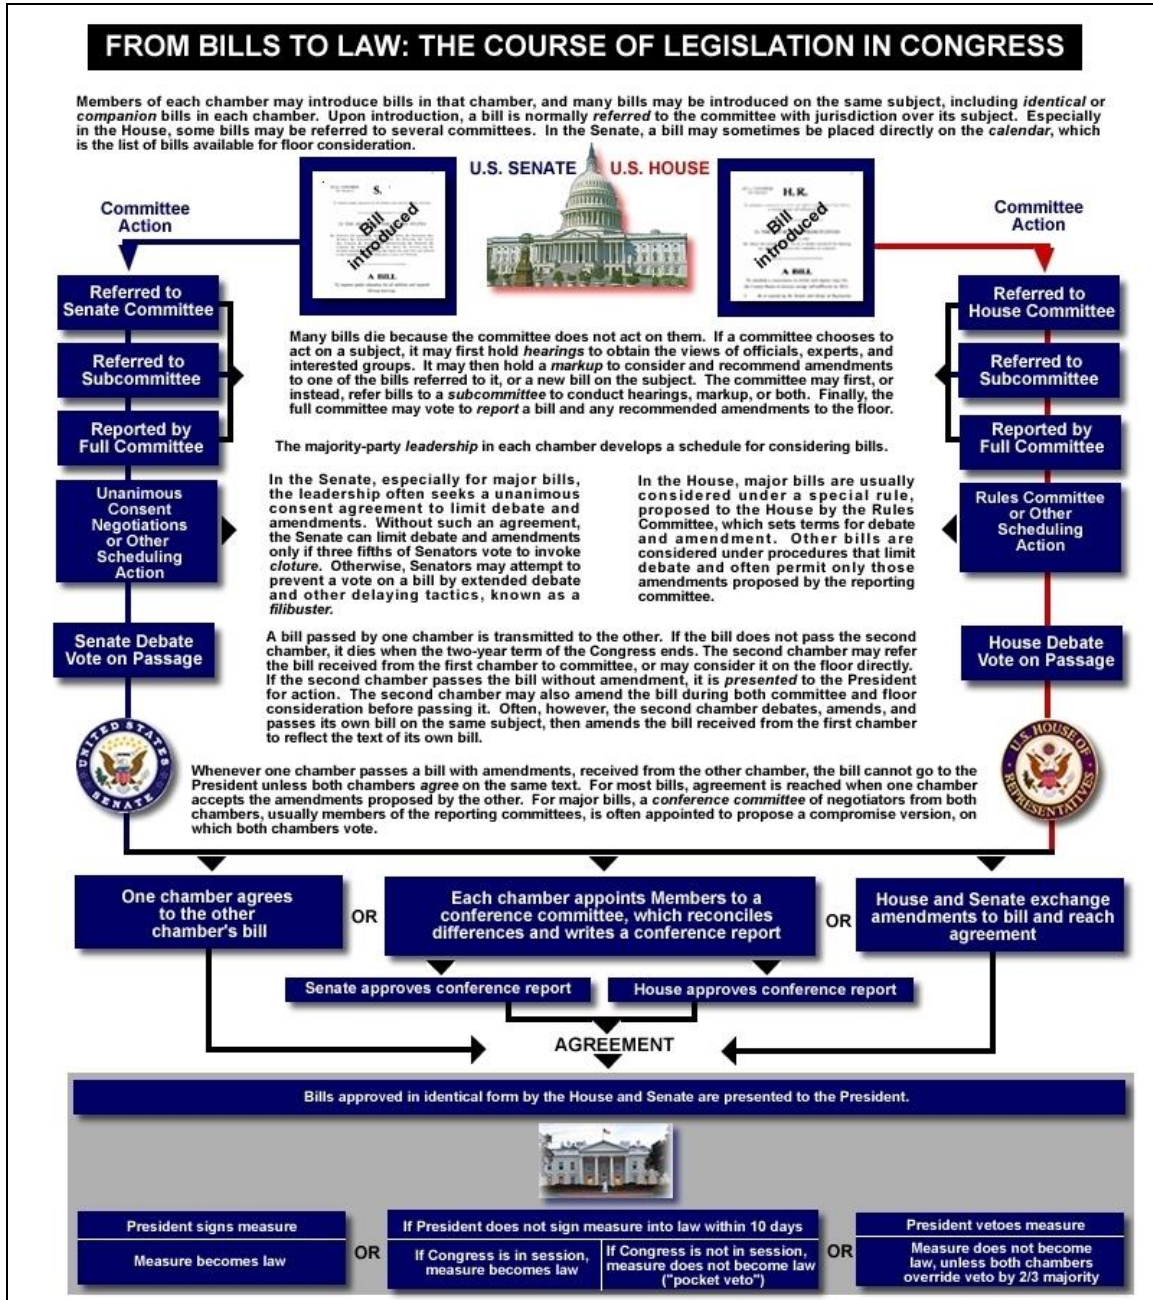 FROM BILLS TO LAW: THE COURSE OF LEGISLATION IN CONGRESS
Members of each chamber may introduce bills in that chamber, and many bills may be introduced on the same subject, including identical or
companion bills in each chamber. Upon introduction, a bill is normally referred to the committee with jurisdiction over its subject. Especially
in the House, some bills may be referred to several committees. In the Senate, a bill may sometimes be placed directly on the calendar, which
is the list of bills available for floor consideration.
U.S. SENATE
U.S. HOUSE
S.
Bill
introduced
A BILL
H.R.
Bill
introduced
A BILL
Committee
Action
Committee
Action
Referred to
Senate Committee
Referred to
Subcommittee
Reported by
Full Committee
Referred to
House Committee
Referred to
Subcommittee
Reported by
Full Committee
Many bills die because the committee does not act on them. If a committee chooses to
act on a subject, it may first hold hearings to obtain the views of officials, experts, and
interested groups. It may then hold a markup to consider and recommend amendments
to one of the bills referred to it, or a new bill on the subject. The committee may first, or
instead, refer bills to a subcommittee to conduct hearings, markup, or both. Finally, the
full committee may vote to report a bill and any recommended amendments to the floor.
The majority-party leadership in each chamber develops a schedule for considering bills.
Unanimous
Consent
Negotiations
or Other
Scheduling
Action
In the Senate, especially for major bills,
the leadership often seeks a unanimous
consent agreement to limit debate and
amendments. Without such an agreement,
the Senate can limit debate and amendments
only if three fifths of Senators vote to invoke
cloture. Otherwise, Senators may attempt to
prevent a vote on a bill by extended debate
and other delaying tactics, known as a
filibuster.
In the House, major bills are usually
considered under a special rule,
proposed to the House by the Rules
Committee, which sets terms for debate
and amendment. Other bills are
considered under procedures that limit
debate and often permit only those
amendments proposed by the reporting
committee.
Rules Committee
or Other
Scheduling
Action
Senate Debate
Vote on Passage
House Debate
Vote on Passage
A bill passed by one chamber is transmitted to the other. If the bill does not pass the second
chamber, it dies when the two-year term of the Congress ends. The second chamber may refer
the bill received from the first chamber to committee, or may consider it on the floor directly.
If the second chamber passes the bill without amendment, it is presented to the President
for action. The second chamber may also amend the bill during both committee and floor
consideration before passing it. Often, however, the second chamber debates, amends, and
passes its own bill on the same subject, then amends the bill received from the first chamber
to reflect the text of its own bill.
UNITED STATES
SENATE
U.S. HOUSE OF
REPRESENTATIVES
Whenever one chamber passes a bill with amendments, received from the other chamber, the bill cannot go to the
President unless both chambers agree on the same text. For most bills, agreement is reached when one chamber
accepts the amendments proposed by the other. For major bills, a conference committee of negotiators from both
chambers, usually members of the reporting committees, is often appointed to propose a compromise version, on
which both chambers vote.
One chamber agrees
to the other
chamber's bill
OR
Each chamber appoints Members to a
conference committee, which reconciles
differences and writes a conference report
OR
House and Senate exchange
amendments to bill and reach
agreement
Senate approves conference report
House approves conference report
AGREEMENT
Bills approved in identical form by the House and Senate are presented to the President.
President signs measure
Measure becomes law
OR
If President does not sign measure into law within 10 days
If Congress is in session,
measure becomes law
If Congress is not in session,
measure does not become law
("pocket veto")
OR
President vetoes measure
Measure does not become
law, unless both chambers
override veto by 2/3 majority